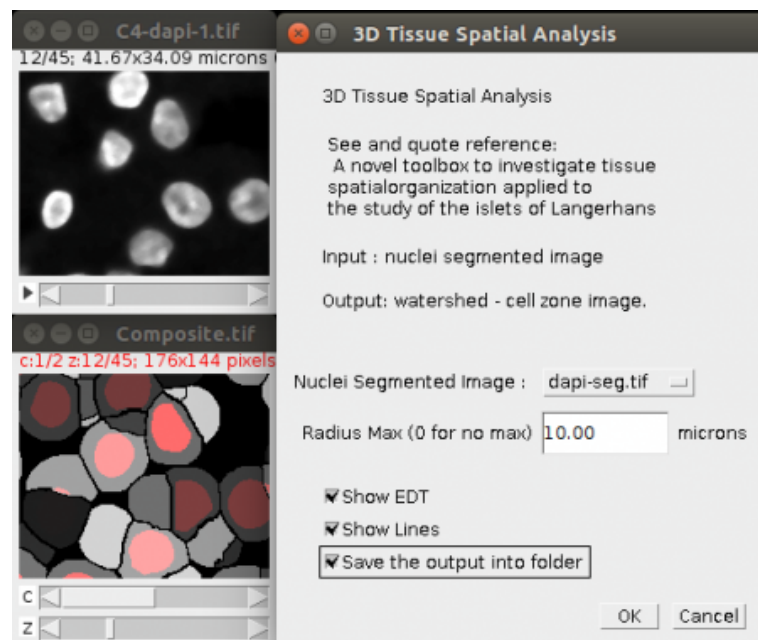 C4-dapi-1.tif
12/45; 41.67x34.09 microns
Composite.tif
c:1/2 z:12/45; 176x144 pixels
C
Z
3D Tissue Spatial Analysis
3D Tissue Spatial Analysis
See and quote reference:
A novel toolbox to investigate tissue
spatialorganization applied to
the study of the islets of Langerhans
Input : nuclei segmented image
Output: watershed - cell zone image.
Nuclei Segmented Image : dapi-seg.tif
Radius Max (0 for no max) 10.00 microns
Show EDT
Show Lines
Save the output into folder
OK Cancel